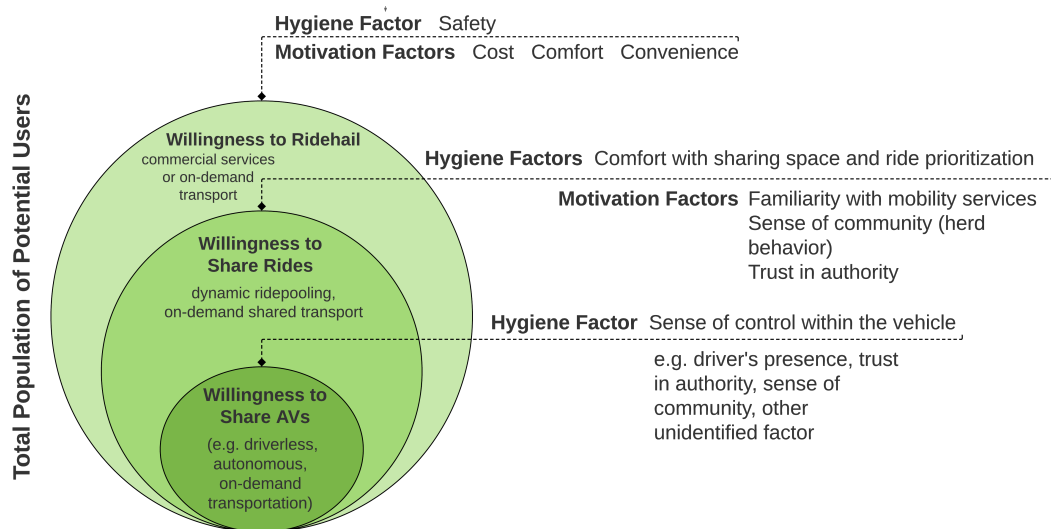 Hygiene Factor Safety
Motivation Factors Cost Comfort Convenience
Total Population of Potential Users
Willingness to Ridehail
commercial services
or on-demand
transport
Hygiene Factors Comfort with sharing space and ride prioritization
Motivation Factors Familiarity with mobility services
Sense of community (herd
behavior)
Trust in authority
Willingness to
Share Rides
dynamic ridepooling,
on-demand shared transport
Hygiene Factor Sense of control within the vehicle
e.g. driver's presence, trust
in authority, sense of
community, other
unidentified factor
Willingness to
Share AVs
(e.g. driverless,
autonomous,
on-demand
transportation)